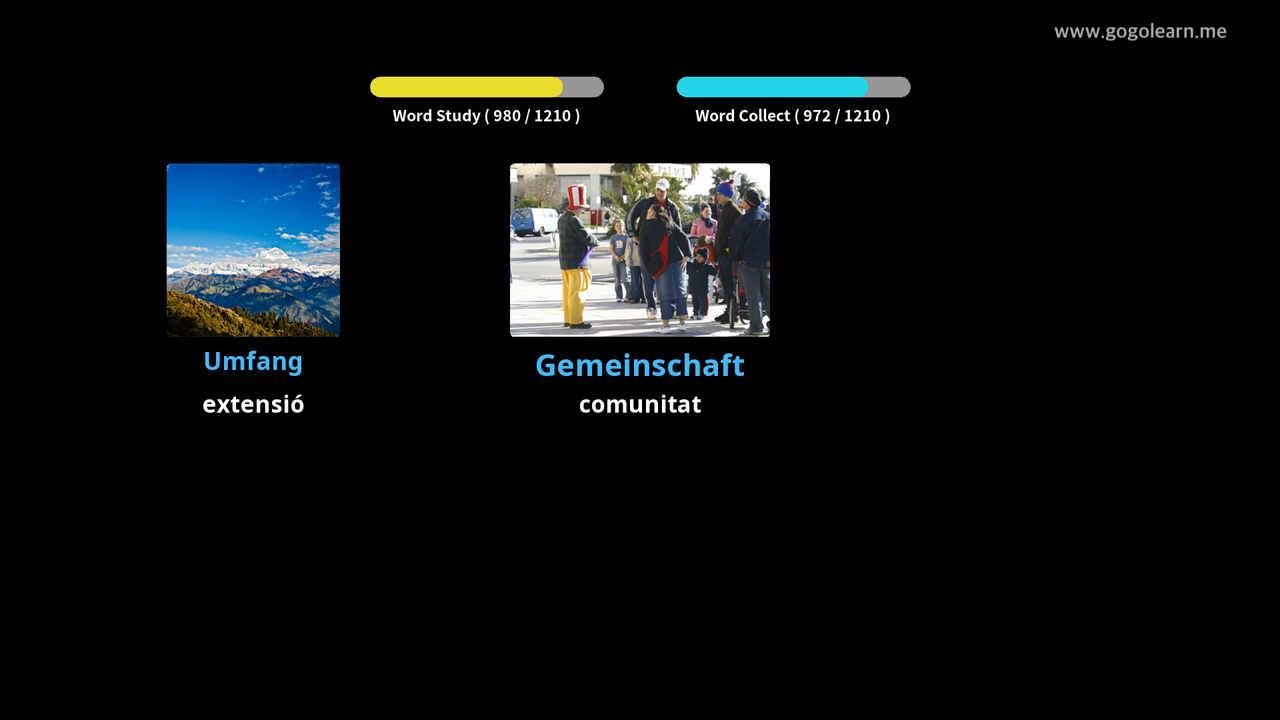 www.gogolearn.me
Word Study ( 980 / 1210 )
Word Collect ( 972 / 1210 )
Umfang
extensió
Gemeinschaft
comunitat